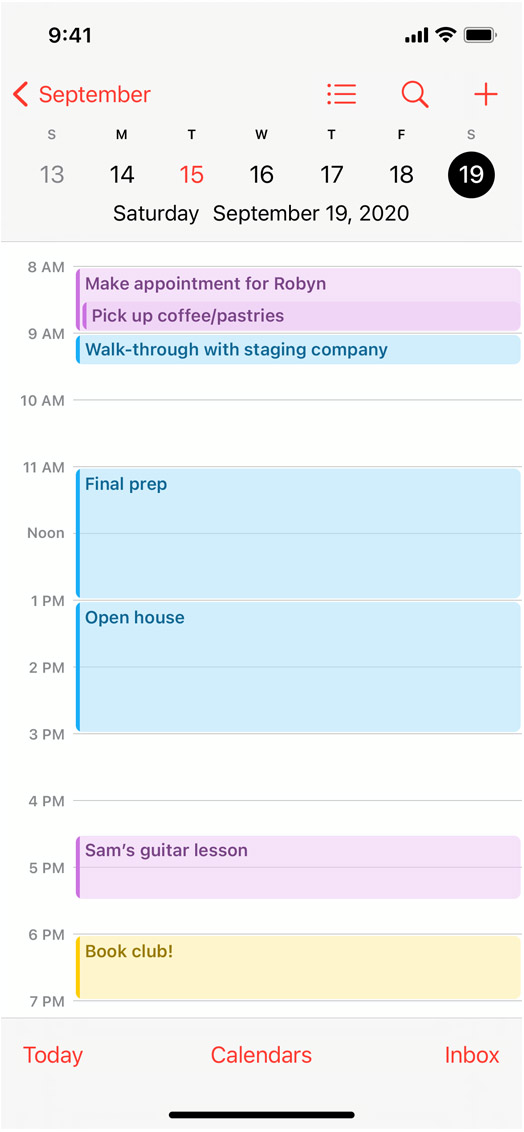 9:41
September
S M T W T F S
13 14 15 16 17 18 19
Saturday September 19, 2020
8 AM
Make appointment for Robyn
Pick up coffee/pastries
9 AM
Walk-through with staging company
10 AM
11 AM
Final prep
Noon
1 PM
Open house
2 PM
3 PM
4 PM
Sam’s guitar lesson
5 PM
6 PM
Book club!
7 PM
Today Calendars Inbox